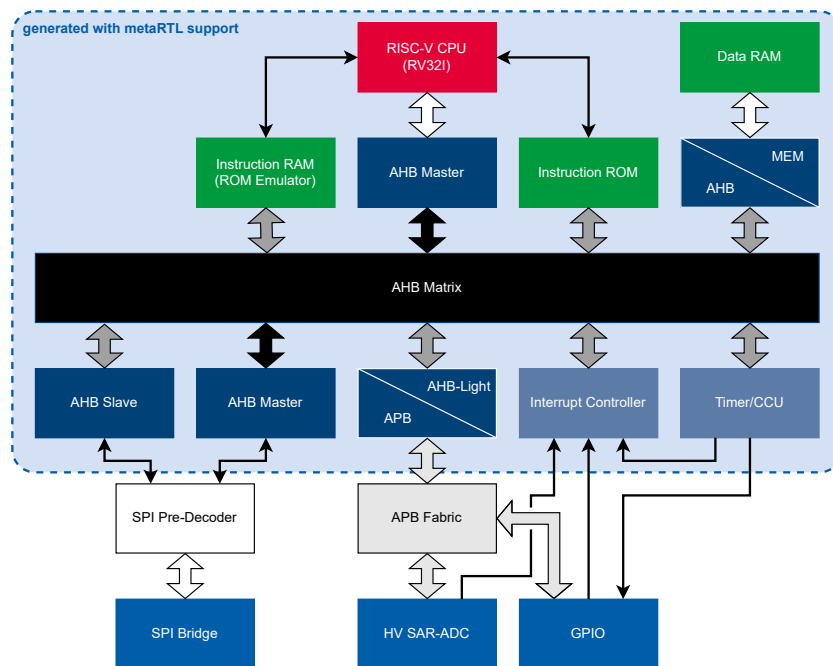 generated with metaRTL support
RISC-V CPU
(RV32I)
Data RAM
Instruction RAM
(ROM Emulator)
AHB Master
Instruction ROM
MEM
AHB
AHB Matrix
AHB Slave
AHB Master
AHB-Light
APB
Interrupt Controller
Timer/CCU
SPI Pre-Decoder
APB Fabric
SPI Bridge
HV SAR-ADC
GPIO